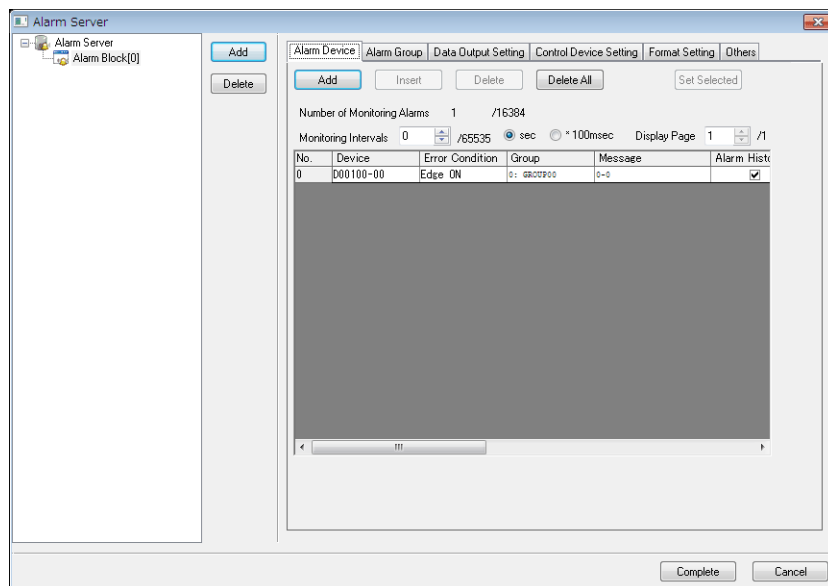 Alarm Server
Alarm Server
Alarm Block[0]
Add
Delete
Alarm Device Alarm Group Data Output Setting Control Device Setting Format Setting Others
Add Insert Delete Delete All Set Selected
Number of Monitoring Alarms 1 /16384
Monitoring Intervals 0 /65535 sec * 100msec Display Page 1 /1
No. Device Error Condition Group Message Alarm Histo
0 D00100-00 Edge ON 0: GROUP00 0-0
Complete Cancel